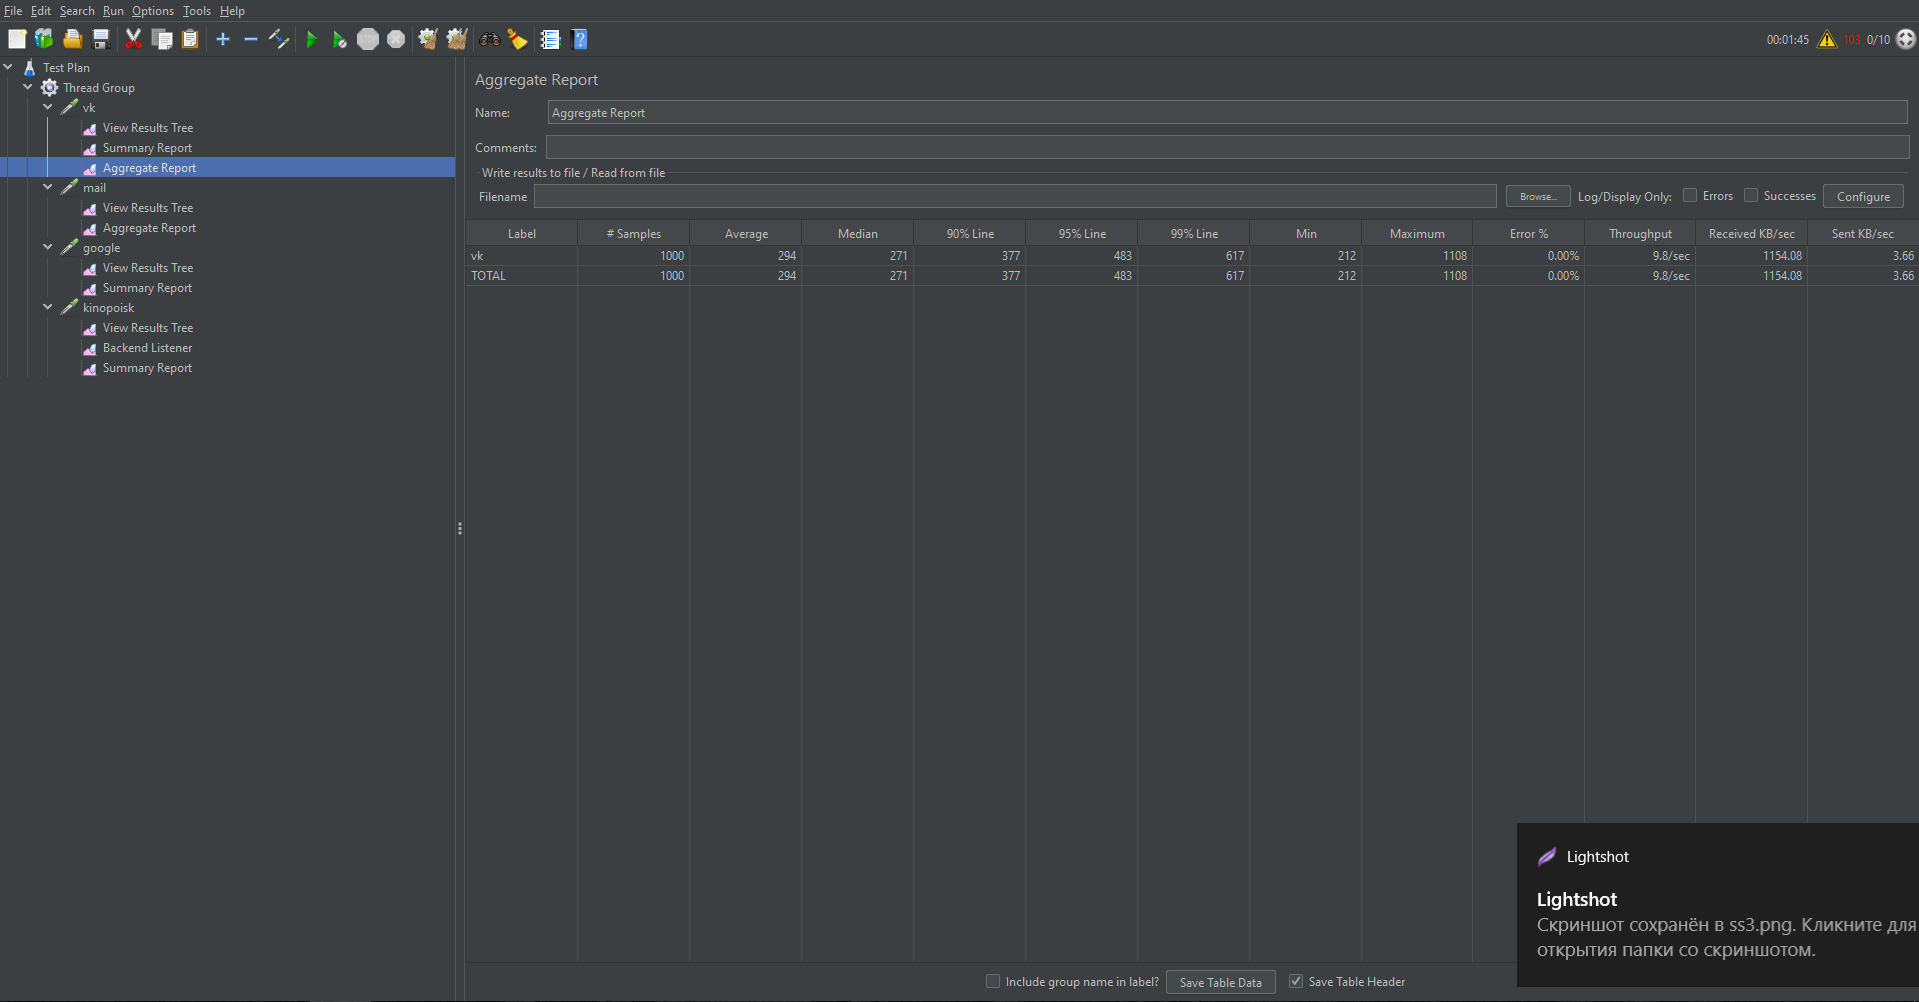 File Edit Search Run Options Tools Help
00:01:45 103 0/10
Test Plan
Thread Group
vk
View Results Tree
Summary Report
Aggregate Report
mail
View Results Tree
Aggregate Report
google
View Results Tree
Summary Report
kinopoisk
View Results Tree
Backend Listener
Summary Report
Aggregate Report
Name: Aggregate Report
Comments:
Write results to file / Read from file
Filename Browse... Log/Display Only: Errors Successes Configure
Label # Samples Average Median 90% Line 95% Line 99% Line Min Maximum Error % Throughput Received KB/sec Sent KB/sec
vk 1000 294 271 377 483 617 212 1108 0.00% 9.8/sec 1154.08 3.66
TOTAL 1000 294 271 377 483 617 212 1108 0.00% 9.8/sec 1154.08 3.66
Include group name in label? Save Table Data Save Table Header
Lightshot
Lightshot
Скриншот сохранён в ss3.png. Кликните для
открытия папки со скриншотом.